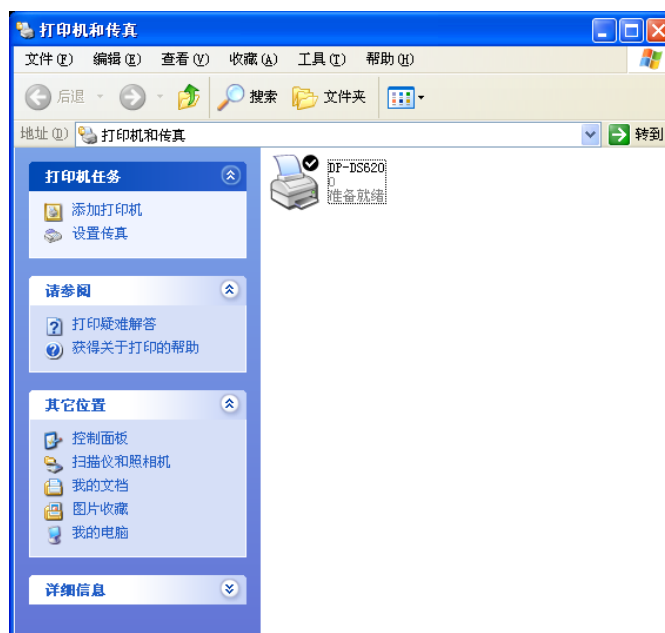 打印机和传真
文件(F) 编辑(E) 查看(V) 收藏(A) 工具(T) 帮助(H)
后退 搜索 文件夹
地址(D) 打印机和传真 转到
打印机任务
添加打印机
设置传真
请参阅
打印疑难解答
获得关于打印的帮助
其它位置
控制面板
扫描仪和照相机
我的文档
图片收藏
我的电脑
详细信息
DP-DS620
0
准备就绪